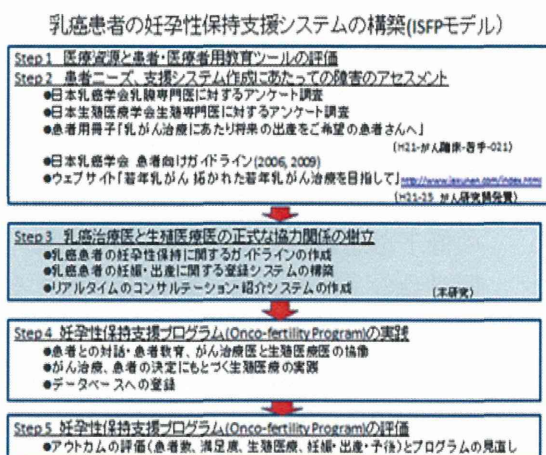 乳癌患者の妊孕性保持支援システムの構築(ISFPモデル)
Step 1 医療資源と患者・医療者用教育ツールの評価
Step 2 患者ニーズ、支援システム作成にあたっての障害のアセスメント
●日本乳癌学会乳腺専門医に対するアンケート調査
●日本生殖医療学会生殖専門医に対するアンケート調査
●患者用冊子「乳がん治療にあたり将来の出産をご希望の患者さんへ」
(H21-がん臨床-若手-021)
●日本乳癌学会 患者向けガイドライン(2006, 2009)
●ウェブサイト「若年乳がん 拓かれた若年乳がん治療を目指して」
(H21-25 がん研究開発費)
Step 3 乳癌治療医と生殖医療医の正式な協力関係の樹立
●乳癌患者の妊孕性保持に関するガイドラインの作成
●乳癌患者の妊娠・出産に関する登録システムの構築
●リアルタイムのコンサルテーション・紹介システムの作成 (本研究)
Step 4 妊孕性保持支援プログラム(Onco-fertility Program)の実践
●患者との対話・患者教育、がん治療医と生殖医療医の協働
●がん治療、患者の決定にもとづく生殖医療の実践
●データベースへの登録
Step 5 妊孕性保持支援プログラム(Onco-fertility Program)の評価
●アウトカムの評価(患者数、満足度、生殖医療、妊娠・出産・予後)とプログラムの見直し